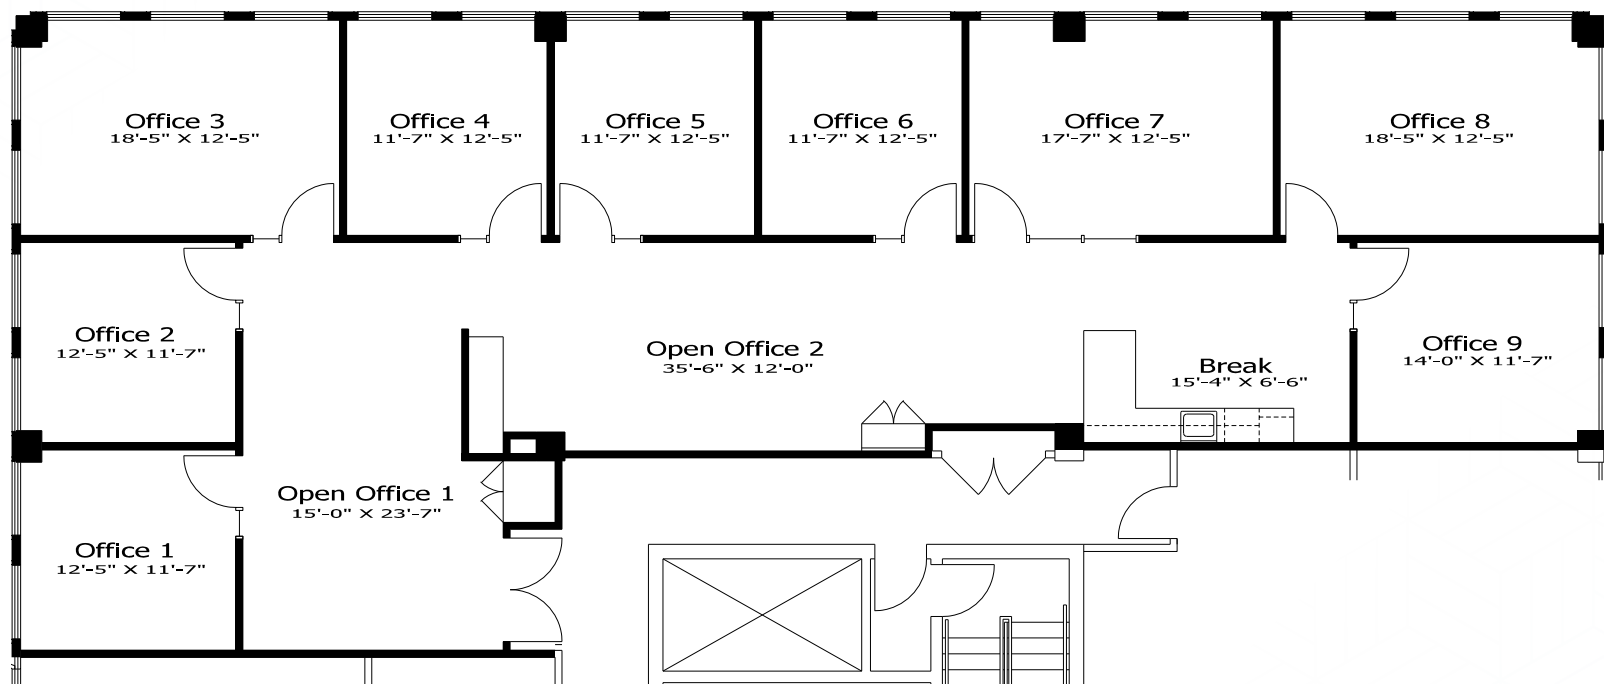 Office 3
18'-5" X 12'-5"
Office 4
11'-7" X 12'-5"
Office 5
11'-7" X 12'-5"
Office 6
11'-7" X 12'-5"
Office 7
17'-7" X 12'-5"
Office 8
18'-5" X 12'-5"
Office 2
12'-5" X 11'-7"
Open Office 2
35'-6" X 12'-0"
Break
15'-4" X 6'-6"
Office 9
14'-0" X 11'-7"
Open Office 1
15'-0" X 23'-7"
Office 1
12'-5" X 11'-7"